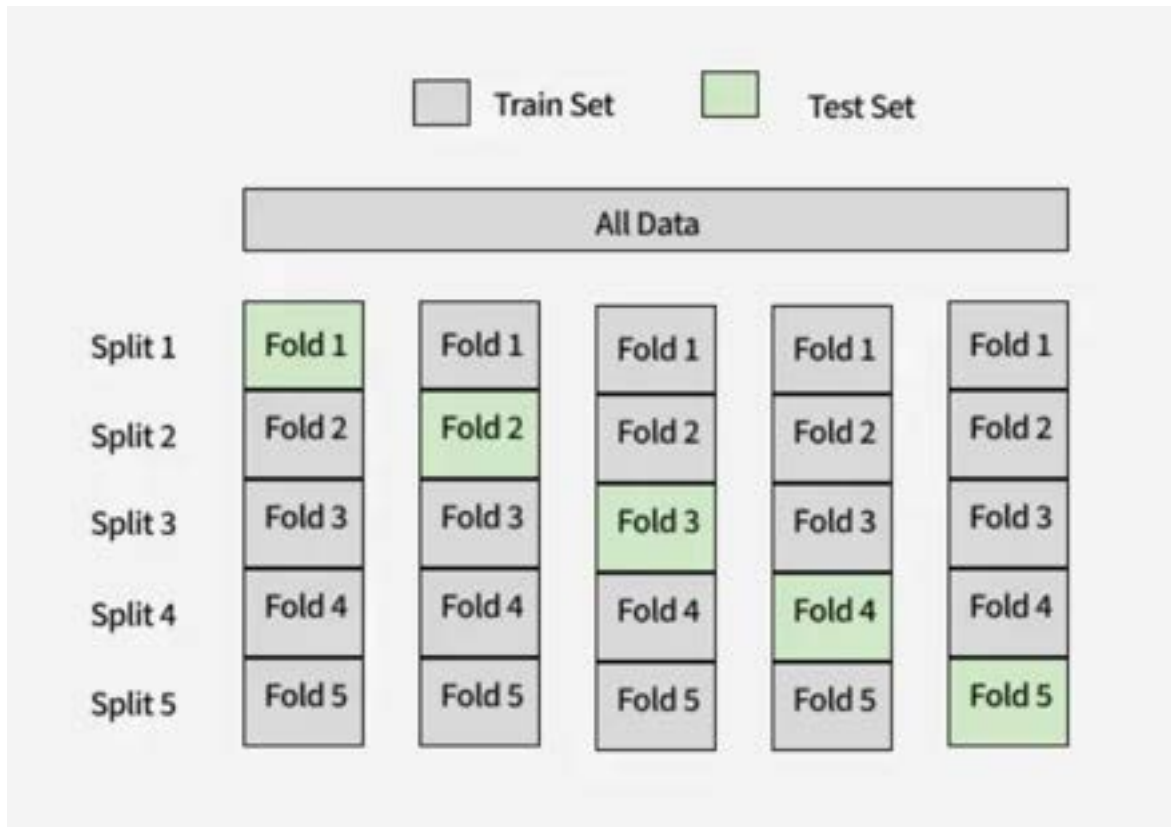 Train Set Test Set
All Data
Split 1 Fold 1 Fold 1 Fold 1 Fold 1 Fold 1
Split 2 Fold 2 Fold 2 Fold 2 Fold 2 Fold 2
Split 3 Fold 3 Fold 3 Fold 3 Fold 3 Fold 3
Split 4 Fold 4 Fold 4 Fold 4 Fold 4 Fold 4
Split 5 Fold 5 Fold 5 Fold 5 Fold 5 Fold 5